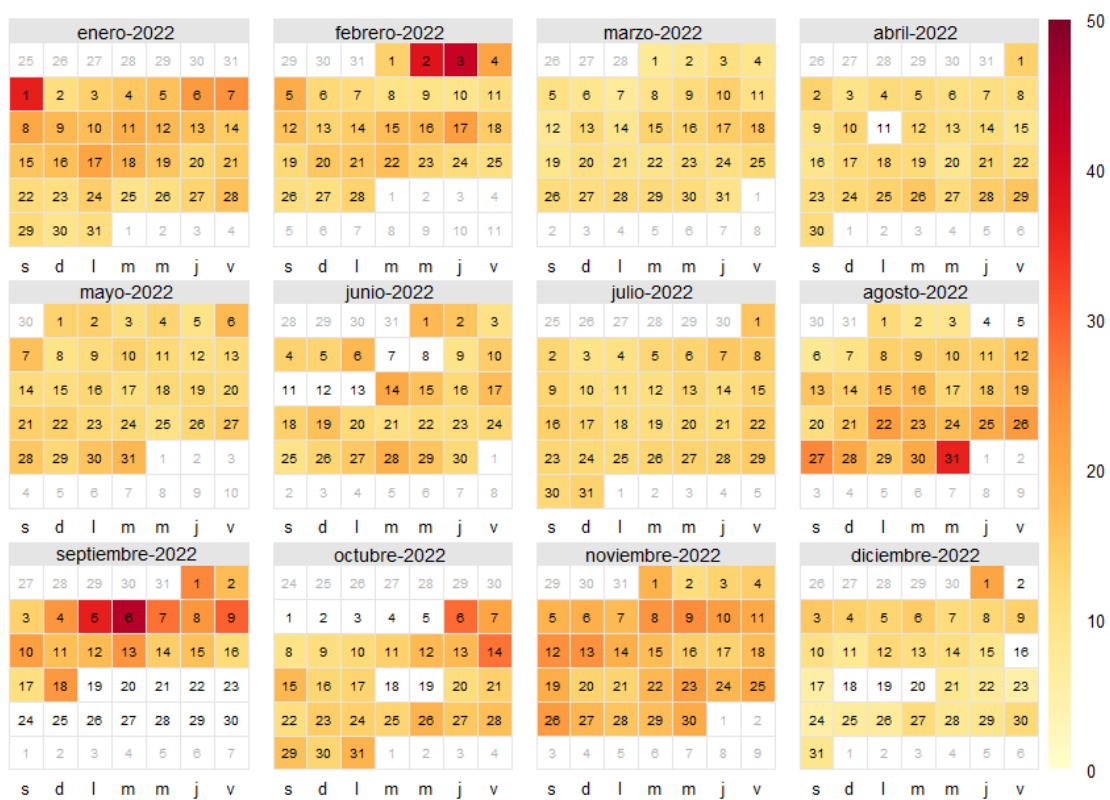 enero-2022 febrero-2022 marzo-2022 abril-2022 50
25 26 27 28 29 30 31 29 30 31 1 2 3 4 26 27 28 1 2 3 4 26 27 28 29 30 31 1
1 2 3 4 5 6 7 5 6 7 8 9 10 11 5 6 7 8 9 10 11 2 3 4 5 6 7 8
8 9 10 11 12 13 14 12 13 14 15 16 17 18 12 13 14 15 16 17 18 9 10 11 12 13 14 15
15 16 17 18 19 20 21 19 20 21 22 23 24 25 19 20 21 22 23 24 25 16 17 18 19 20 21 22 40
22 23 24 25 26 27 28 26 27 28 1 2 3 4 26 27 28 29 30 31 1 23 24 25 26 27 28 29
29 30 31 1 2 3 4 5 6 7 8 9 10 11 2 3 4 5 6 7 8 30 1 2 3 4 5 6
s d l m m j v s d l m m j v s d l m m j v s d l m m j v
mayo-2022 junio-2022 julio-2022 agosto-2022
30 1 2 3 4 5 6 28 29 30 31 1 2 3 25 26 27 28 29 30 1 30 31 1 2 3 4 5 30
7 8 9 10 11 12 13 4 5 6 7 8 9 10 2 3 4 5 6 7 8 6 7 8 9 10 11 12
14 15 16 17 18 19 20 11 12 13 14 15 16 17 9 10 11 12 13 14 15 13 14 15 16 17 18 19
21 22 23 24 25 26 27 18 19 20 21 22 23 24 16 17 18 19 20 21 22 20 21 22 23 24 25 26
28 29 30 31 1 2 3 25 26 27 28 29 30 1 23 24 25 26 27 28 29 27 28 29 30 31 1 2 20
4 5 6 7 8 9 10 2 3 4 5 6 7 8 30 31 1 2 3 4 5 3 4 5 6 7 8 9
s d l m m j v s d l m m j v s d l m m j v s d l m m j v
septiembre-2022 octubre-2022 noviembre-2022 diciembre-2022
27 28 29 30 31 1 2 24 25 26 27 28 29 30 29 30 31 1 2 3 4 26 27 28 29 30 1 2
3 4 5 6 7 8 9 1 2 3 4 5 6 7 5 6 7 8 9 10 11 3 4 5 6 7 8 9 10
10 11 12 13 14 15 16 8 9 10 11 12 13 14 12 13 14 15 16 17 18 10 11 12 13 14 15 16
17 18 19 20 21 22 23 15 16 17 18 19 20 21 19 20 21 22 23 24 25 17 18 19 20 21 22 23
24 25 26 27 28 29 30 22 23 24 25 26 27 28 26 27 28 29 30 1 2 24 25 26 27 28 29 30
1 2 3 4 5 6 7 29 30 31 1 2 3 4 3 4 5 6 7 8 9 31 1 2 3 4 5 6 0
s d l m m j v s d l m m j v s d l m m j v s d l m m j v